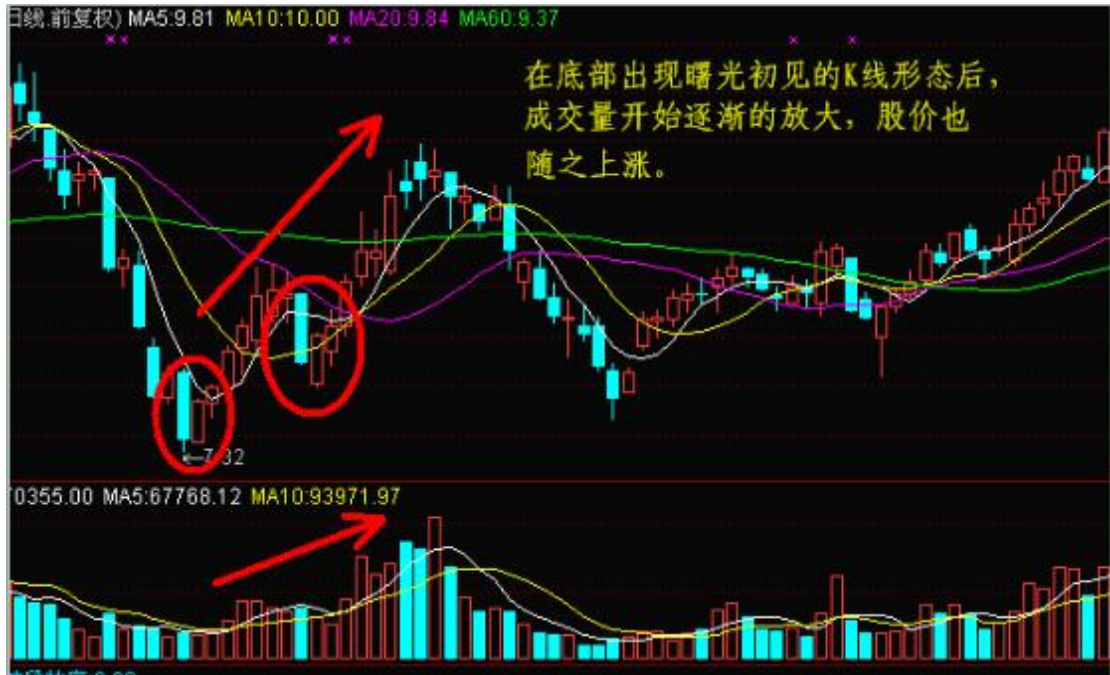 日线.前复权) MA5:9.81 MA10:10.00 MA20:9.84 MA60:9.37
在底部出现曙光初见的K线形态后，
成交量开始逐渐的放大，股价也
随之上涨。
←7.32
70355.00 MA5:67768.12 MA10:93971.97